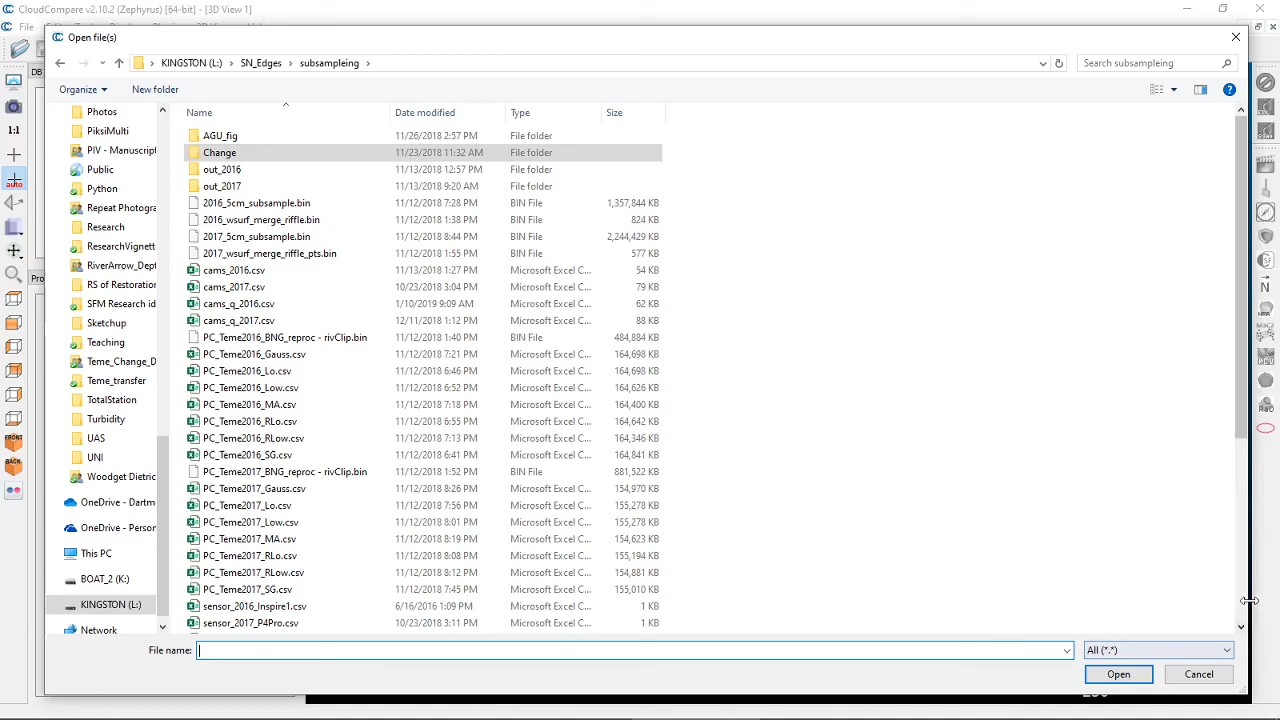 CloudCompare v2.10.2 (Zephyrus) [64-bit] - [3D View 1]
File
Open file(s)
KINGSTON (L:) > SN_Edges > subsampleing >
Search subsampleing
Organize
New folder
1:1
auto
FRONT
BACK
DB
Pro
Photos
PiksiMulti
PIV - Manuscript
Public
Python
Repeat Photogra
Research
ResearchVignett
RiverArrow_Dept
RS of Restoration
SFM Research id
Sketchup
Teaching
Teme_Change_D
Teme_transfer
TotalStation
Turbidity
UAS
UNI
Woodget Dietric
OneDrive - Dartm
OneDrive - Person
This PC
BOAT_2 (K:)
KINGSTON (L:)
Network
Name Date modified Type Size
AGU_fig 11/26/2018 2:57 PM File folder
Change 11/23/2018 11:32 AM File folder
out_2016 11/13/2018 12:57 PM File folder
out_2017 11/13/2018 9:20 AM File folder
2016_5cm_subsample.bin 11/12/2018 7:28 PM BIN File 1,357,844 KB
2016_wsurf_merge_riffle.bin 11/12/2018 1:38 PM BIN File 824 KB
2017_5cm_subsample.bin 11/12/2018 8:44 PM BIN File 2,244,429 KB
2017_wsurf_merge_riffle_pts.bin 11/12/2018 1:55 PM BIN File 577 KB
cams_2016.csv 11/13/2018 1:27 PM Microsoft Excel C... 54 KB
cams_2017.csv 10/23/2018 3:04 PM Microsoft Excel C... 79 KB
cams_q_2016.csv 1/10/2019 9:09 AM Microsoft Excel C... 62 KB
cams_q_2017.csv 12/11/2018 1:12 PM Microsoft Excel C... 88 KB
PC_Teme2016_BNG_reproc - rivClip.bin 11/12/2018 1:40 PM BIN File 484,884 KB
PC_Teme2016_Gauss.csv 11/12/2018 7:21 PM Microsoft Excel C... 164,698 KB
PC_Teme2016_Lo.csv 11/12/2018 6:46 PM Microsoft Excel C... 164,698 KB
PC_Teme2016_Low.csv 11/12/2018 6:52 PM Microsoft Excel C... 164,626 KB
PC_Teme2016_MA.csv 11/12/2018 7:18 PM Microsoft Excel C... 164,400 KB
PC_Teme2016_RLo.csv 11/12/2018 6:55 PM Microsoft Excel C... 164,642 KB
PC_Teme2016_RLow.csv 11/12/2018 7:13 PM Microsoft Excel C... 164,346 KB
PC_Teme2016_SG.csv 11/12/2018 6:41 PM Microsoft Excel C... 164,841 KB
PC_Teme2017_BNG_reproc - rivClip.bin 11/12/2018 1:52 PM BIN File 881,522 KB
PC_Teme2017_Gauss.csv 11/12/2018 8:26 PM Microsoft Excel C... 154,970 KB
PC_Teme2017_Lo.csv 11/12/2018 7:56 PM Microsoft Excel C... 155,278 KB
PC_Teme2017_Low.csv 11/12/2018 8:01 PM Microsoft Excel C... 155,278 KB
PC_Teme2017_MA.csv 11/12/2018 8:19 PM Microsoft Excel C... 154,623 KB
PC_Teme2017_RLo.csv 11/12/2018 8:08 PM Microsoft Excel C... 155,194 KB
PC_Teme2017_RLow.csv 11/12/2018 8:12 PM Microsoft Excel C... 154,881 KB
PC_Teme2017_SG.csv 11/12/2018 7:45 PM Microsoft Excel C... 155,010 KB
sensor_2016_Inspire1.csv 6/16/2016 1:09 PM Microsoft Excel C... 1 KB
sensor_2017_P4Pro.csv 10/23/2018 3:11 PM Microsoft Excel C... 1 KB
SF
N
File name:
All (*.*)
Open
Cancel